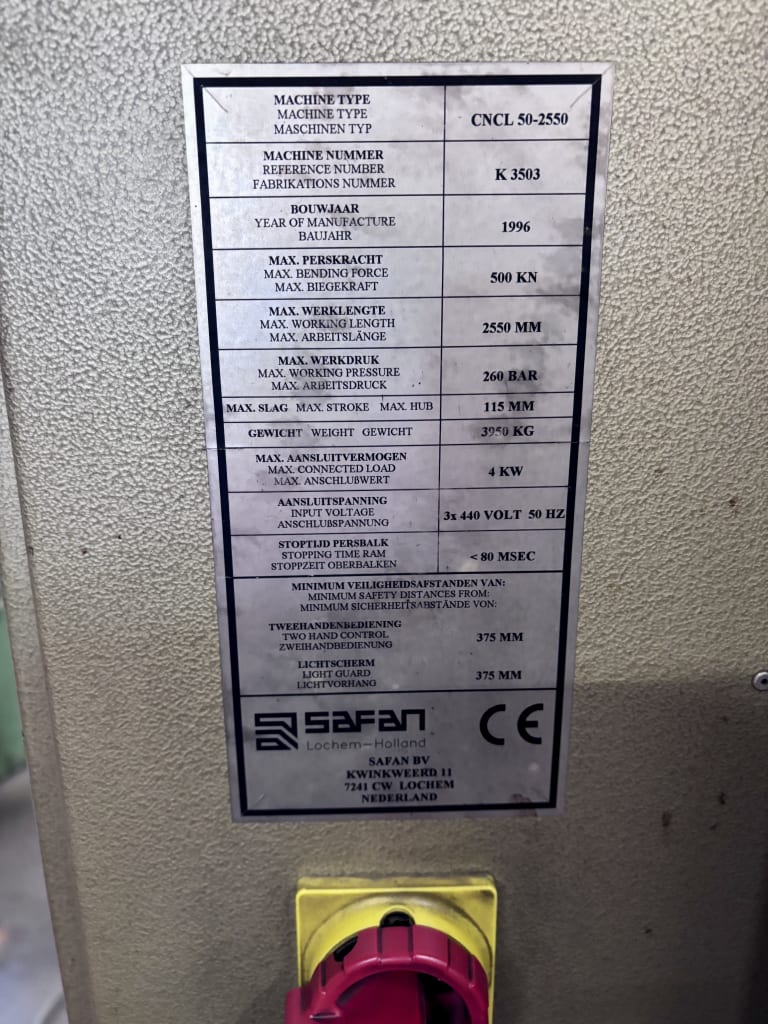 MACHINE TYPE
MACHINE TYPE
MASCHINEN TYP
CNCL 50-2550
MACHINE NUMMER
REFERENCE NUMBER
FABRIKATIONS NUMMER
K 3503
BOUWJAAR
YEAR OF MANUFACTURE
BAUJAHR
1996
MAX. PERSKRACHT
MAX. BENDING FORCE
MAX. BIEGEKRAFT
500 KN
MAX. WERKLENGTE
MAX. WORKING LENGTH
MAX. ARBEITSLÄNGE
2550 MM
MAX. WERKDRUK
MAX. WORKING PRESSURE
MAX. ARBEITSDRUCK
260 BAR
MAX. SLAG MAX. STROKE MAX. HUB 115 MM
GEWICHT WEIGHT GEWICHT 3950 KG
MAX. AANSLUITVERMOGEN
MAX. CONNECTED LOAD
MAX. ANSCHLUßWERT
4 KW
AANSLUITSPANNING
INPUT VOLTAGE
ANSCHLUßSPANNUNG
3x 440 VOLT 50 HZ
STOPTIJD PERSBALK
STOPPING TIME RAM
STOPPZEIT OBERBALKEN
< 80 MSEC
MINIMUM VEILIGHEIDSAFSTANDEN VAN:
MINIMUM SAFETY DISTANCES FROM:
MINIMUM SICHERHEITSABSTÄNDE VON:
TWEEHANDENBEDIENING
TWO HAND CONTROL
ZWEIHANDBEDIENUNG
375 MM
LICHTSCHERM
LIGHT GUARD
LICHTVORHANG
375 MM
SAFAN
Lochem-Holland
CE
SAFAN BV
KWINKWEERD 11
7241 CW LOCHEM
NEDERLAND